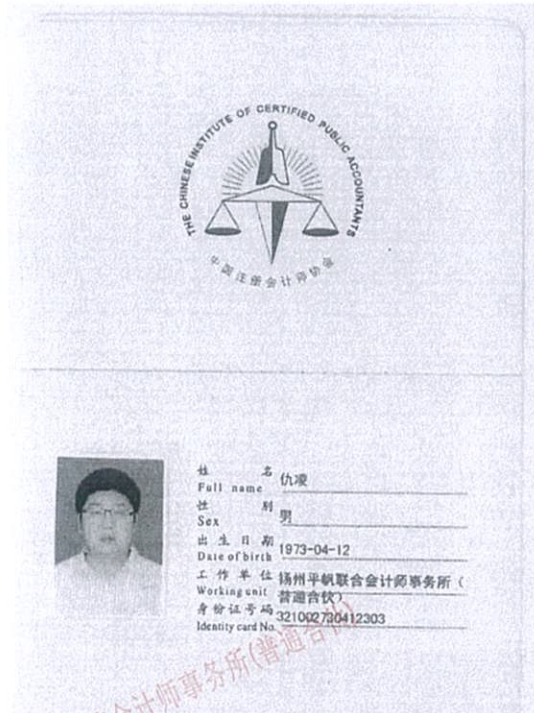 THE CHINESE INSTITUTE OF CERTIFIED PUBLIC ACCOUNTANTS
中国注册会计师协会
姓 名 仇凌
Full name
性 别 男
Sex
出生日期 1973-04-12
Date of birth
工作单位 扬州平帆联合会计师事务所（
Working unit 普通合伙）
身份证号码 321002730412303
Identity card No.
会计师事务所(普通合伙)